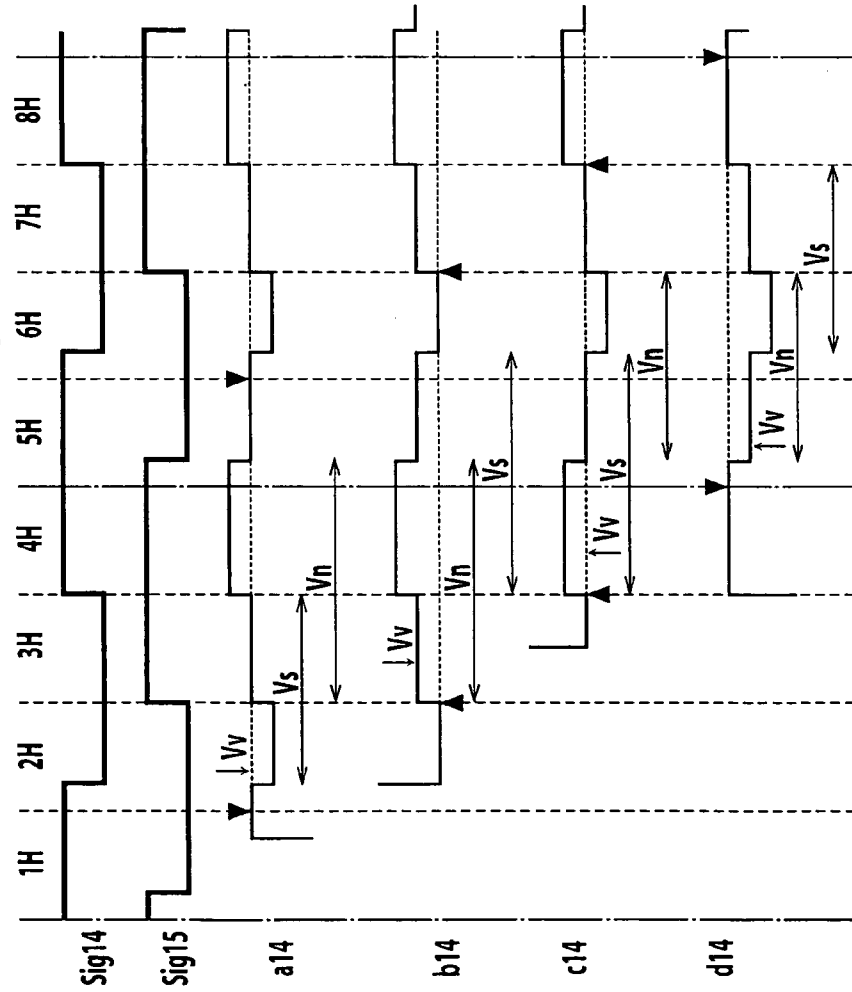 1H 2H 3H 4H 5H 6H 7H 8H
Sig14
Sig15
a14
Vv
Vs
Vn
b14
Vv
Vn
Vs
c14
Vv
Vs
Vn
d14
Vv
Vn
Vs